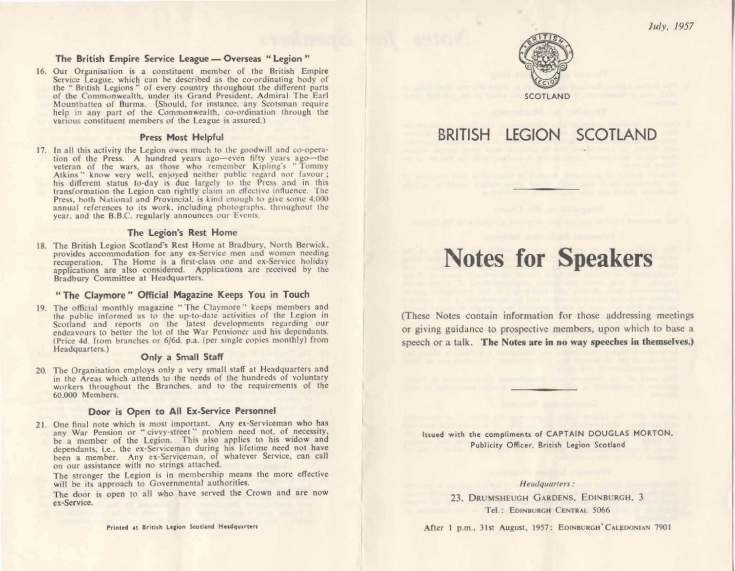 The British Empire Service League — Overseas "Legion"
16. Our Organisation is a constituent member of the British Empire
Service League, which can be described as the co-ordinating body of
the "British Legions" of every country throughout the different parts
of the Commonwealth, under its Grand President, Admiral The Earl
Mountbatten of Burma. (Should, for instance, any Scotsman require
help in any part of the Commonwealth, co-ordination through the
various constituent members of the League is assured.)
Press Most Helpful
17. In all this activity the Legion owes much to the goodwill and co-opera-
tion of the Press. A hundred years ago—even fifty years ago—the
veteran of the wars, as those who remember Kipling's "Tommy
Atkins" know very well, enjoyed neither public regard nor favour;
his different status to-day is due largely to the Press and in this
transformation the Legion can rightly claim an effective influence. The
Press, both National and Provincial, is kind enough to give some 4,000
annual references to its work, including photographs, throughout the
year, and the B.B.C. regularly announces our Events.
The Legion's Rest Home
18. The British Legion Scotland's Rest Home at Bradbury, North Berwick,
provides accommodation for any ex-Service men and women needing
recuperation. The Home is a first-class one and ex-Service holiday
applications are also considered. Applications are received by the
Bradbury Committee at Headquarters.
"The Claymore" Official Magazine Keeps You in Touch
19. The official monthly magazine "The Claymore" keeps members and
the public informed as to the up-to-date activities of the Legion in
Scotland and reports on the latest developments regarding our
endeavours to better the lot of the War Pensioner and his dependants.
(Price 4d. from branches or 6/6d. p.a. (per single copies monthly) from
Headquarters.)
Only a Small Staff
20. The Organisation employs only a very small staff at Headquarters and
in the Areas which attends to the needs of the hundreds of voluntary
workers throughout the Branches, and to the requirements of the
60,000 Members.
Door is Open to All Ex-Service Personnel
21. One final note which is most important. Any ex-Serviceman who has
any War Pension or "civvy-street" problem need not, of necessity,
be a member of the Legion. This also applies to his widow and
dependants, i.e., the ex-Serviceman during his lifetime need not have
been a member. Any ex-Serviceman, of whatever Service, can call
on our assistance with no strings attached.
The stronger the Legion is in membership means the more effective
will be its approach to Governmental authorities.
The door is open to all who have served the Crown and are now
ex-Service.
Printed at British Legion Scotland Headquarters
July, 1957
BRITISH
LEGION
SCOTLAND
BRITISH LEGION SCOTLAND
Notes for Speakers
(These Notes contain information for those addressing meetings
or giving guidance to prospective members, upon which to base a
speech or a talk. The Notes are in no way speeches in themselves.)
Issued with the compliments of CAPTAIN DOUGLAS MORTON,
Publicity Officer, British Legion Scotland
Headquarters:
23, DRUMSHEUGH GARDENS, EDINBURGH, 3
Tel.: EDINBURGH CENTRAL 5066
After 1 p.m., 31st August, 1957: EDINBURGH CALEDONIAN 7901